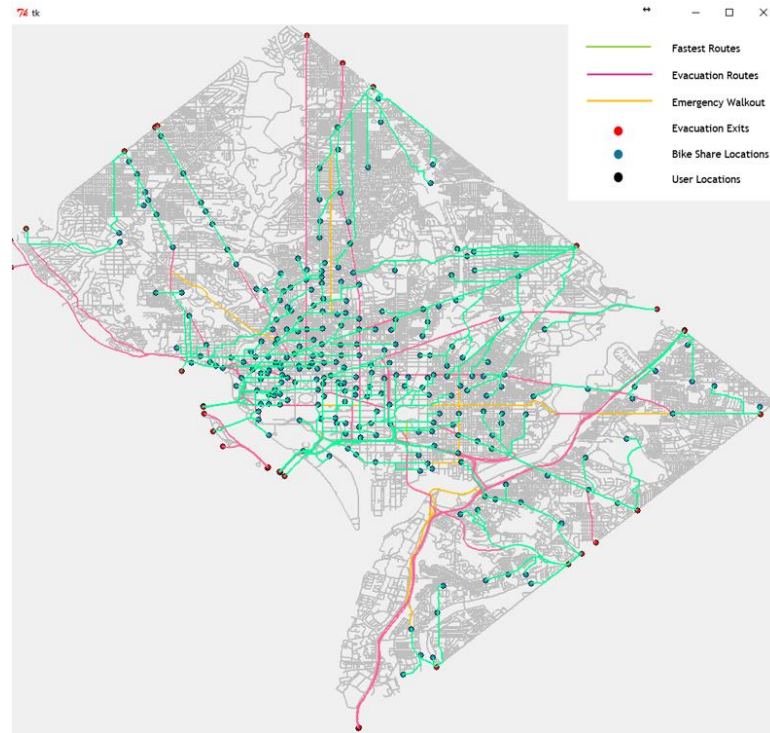 tk
Fastest Routes
Evacuation Routes
Emergency Walkout
Evacuation Exits
Bike Share Locations
User Locations